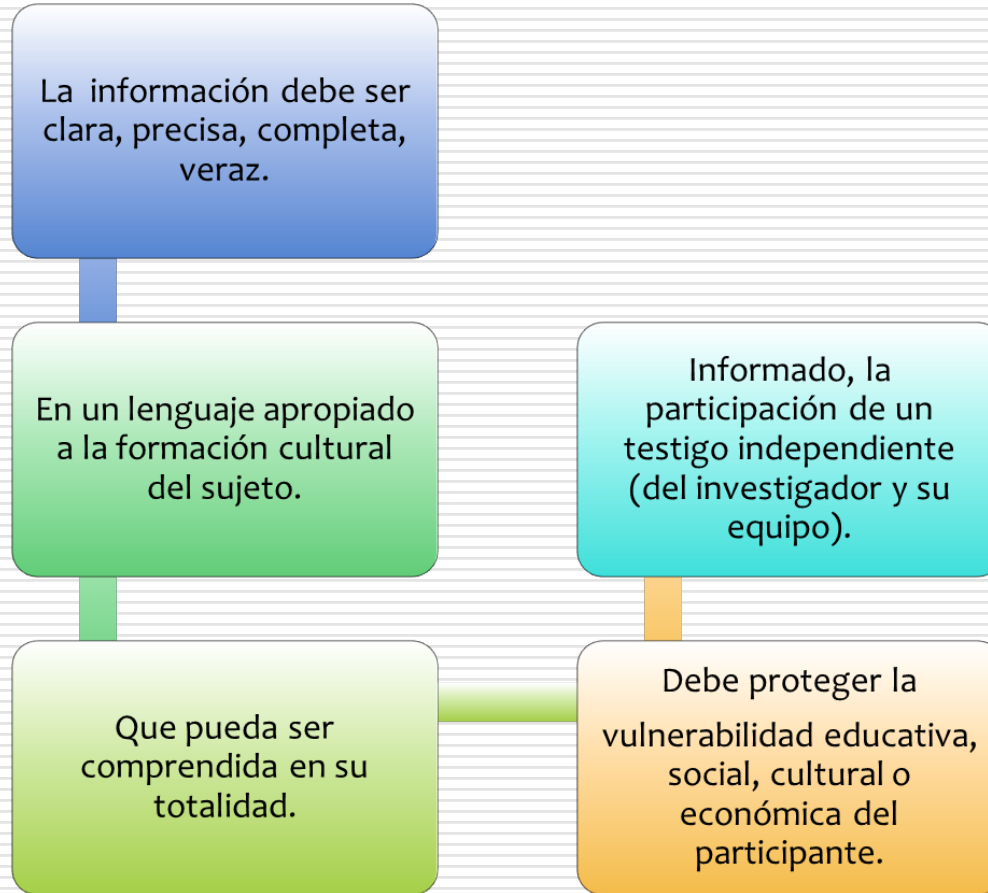 La información debe ser
clara, precisa, completa,
veraz.
En un lenguaje apropiado
a la formación cultural
del sujeto.
Que pueda ser
comprendida en su
totalidad.
Debe proteger la
vulnerabilidad educativa,
social, cultural o
económica del
participante.
Informado, la
participación de un
testigo independiente
(del investigador y su
equipo).